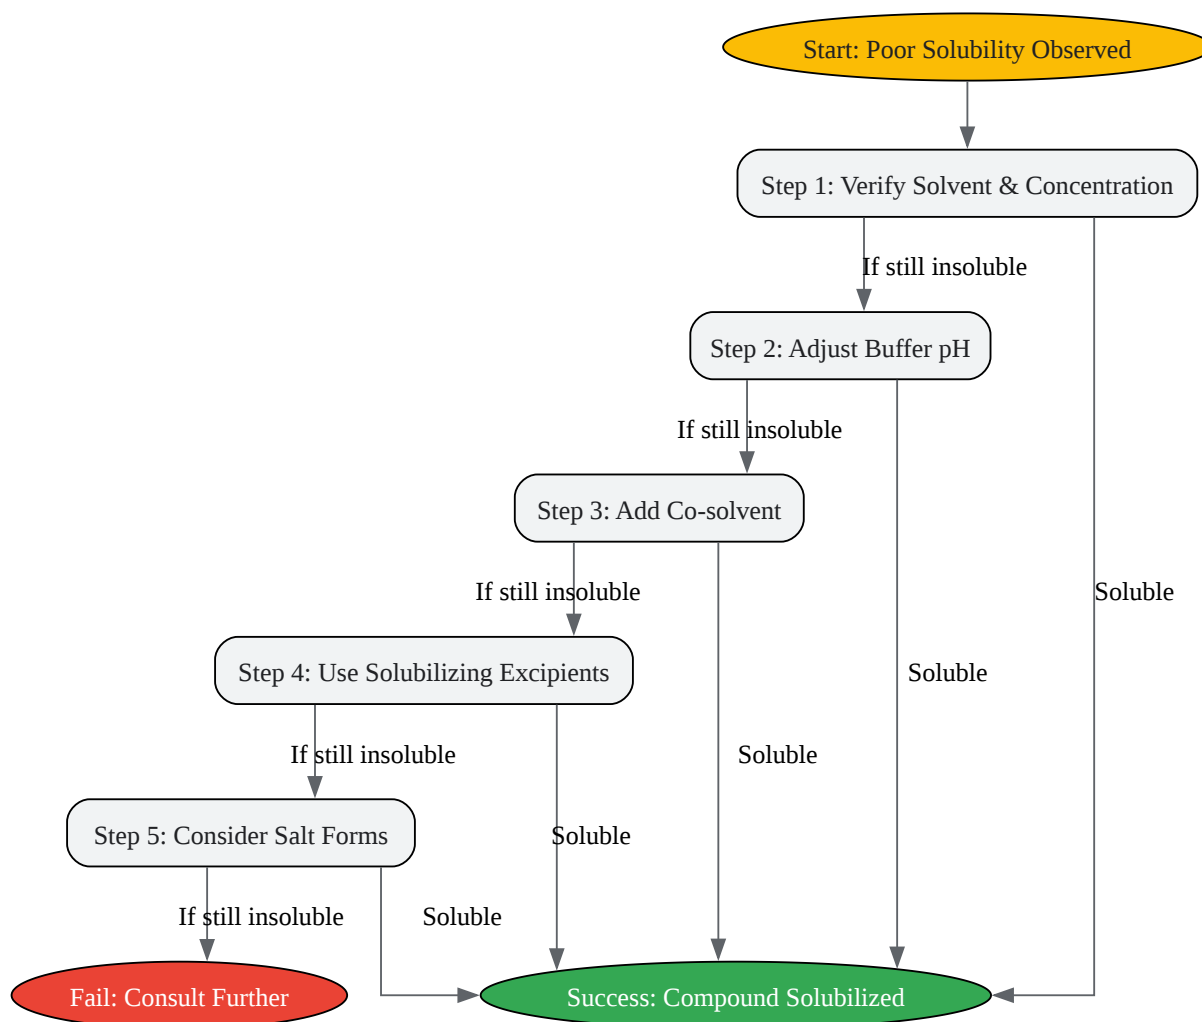 Start: Poor Solubility Observed
Step 1: Verify Solvent & Concentration
If still insoluble
Step 2: Adjust Buffer pH
If still insoluble
Step 3: Add Co-solvent
If still insoluble
Soluble
Step 4: Use Solubilizing Excipients
Soluble
If still insoluble
Soluble
Step 5: Consider Salt Forms
Soluble
If still insoluble
Soluble
Fail: Consult Further
Success: Compound Solubilized